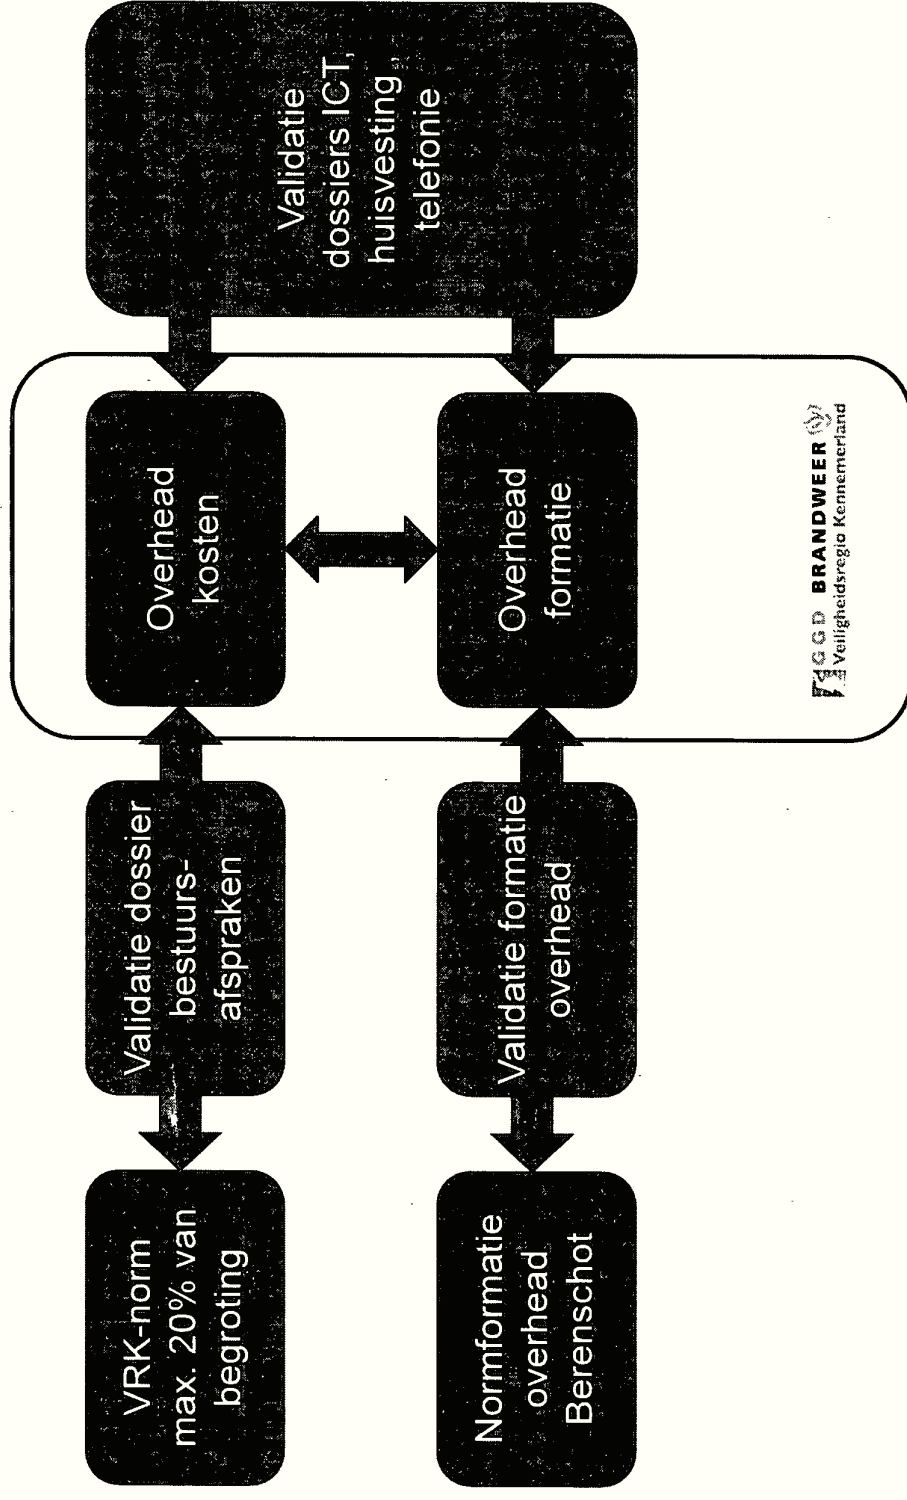 VRK-norm
max. 20% van
begroting
Validatie dossier
bestuurs-
afspraken
Overhead
kosten
Validatie
dossiers ICT,
huisvesting,
telefonie
Normformatie
overhead
Berenschot
Validatie formatie
overhead
Overhead
formatie
GGD BRANDWEER
Veiligheidsregio Kennemerland